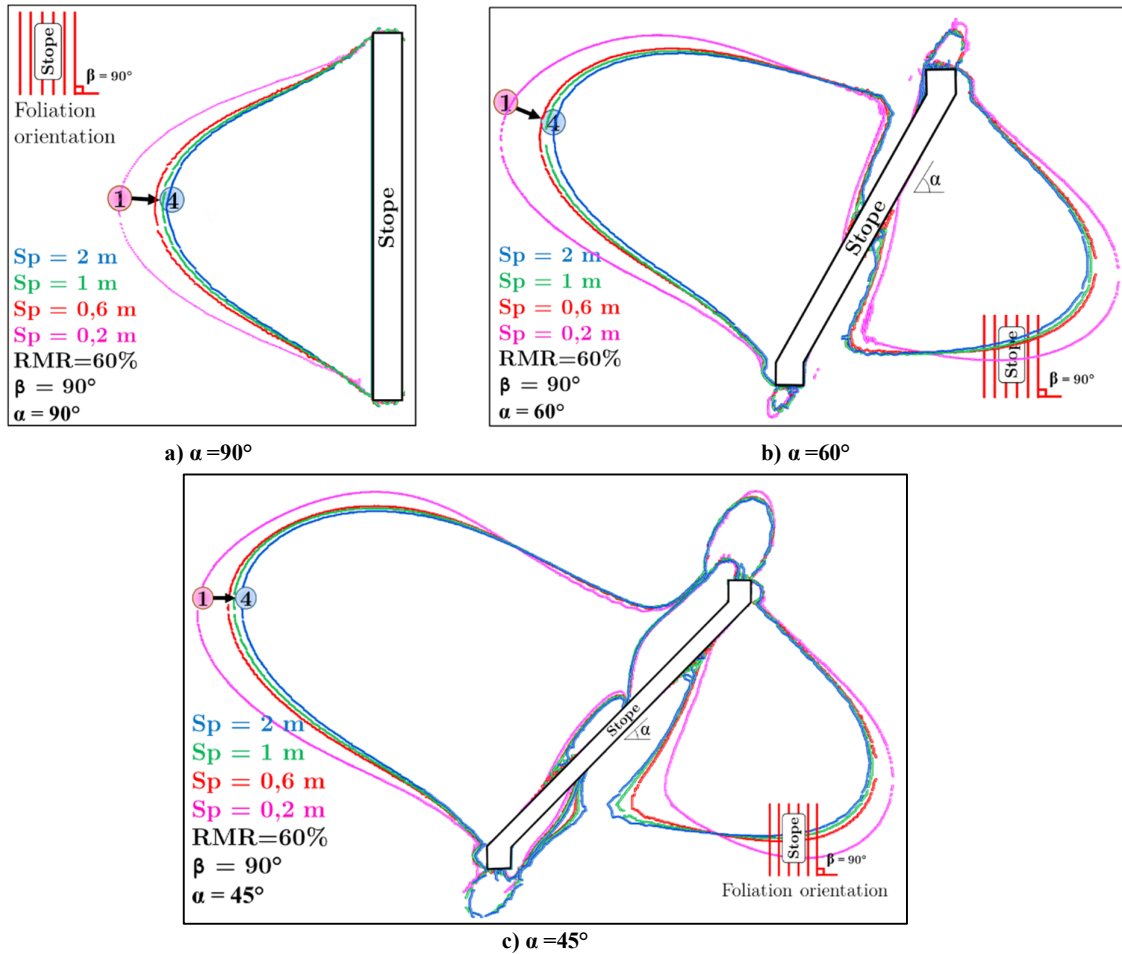 Stope
β = 90°
Foliation
orientation
1
4
Sp = 2 m
Sp = 1 m
Sp = 0,6 m
Sp = 0,2 m
RMR=60%
β = 90°
α = 90°
Stope
a) α =90°
1
4
Sp = 2 m
Sp = 1 m
Sp = 0,6 m
Sp = 0,2 m
RMR=60%
β = 90°
α = 60°
Stope
α
Stope
β = 90°
b) α =60°
1
4
Sp = 2 m
Sp = 1 m
Sp = 0,6 m
Sp = 0,2 m
RMR=60%
β = 90°
α = 45°
Stope
α
Stope
β = 90°
Foliation orientation
c) α =45°